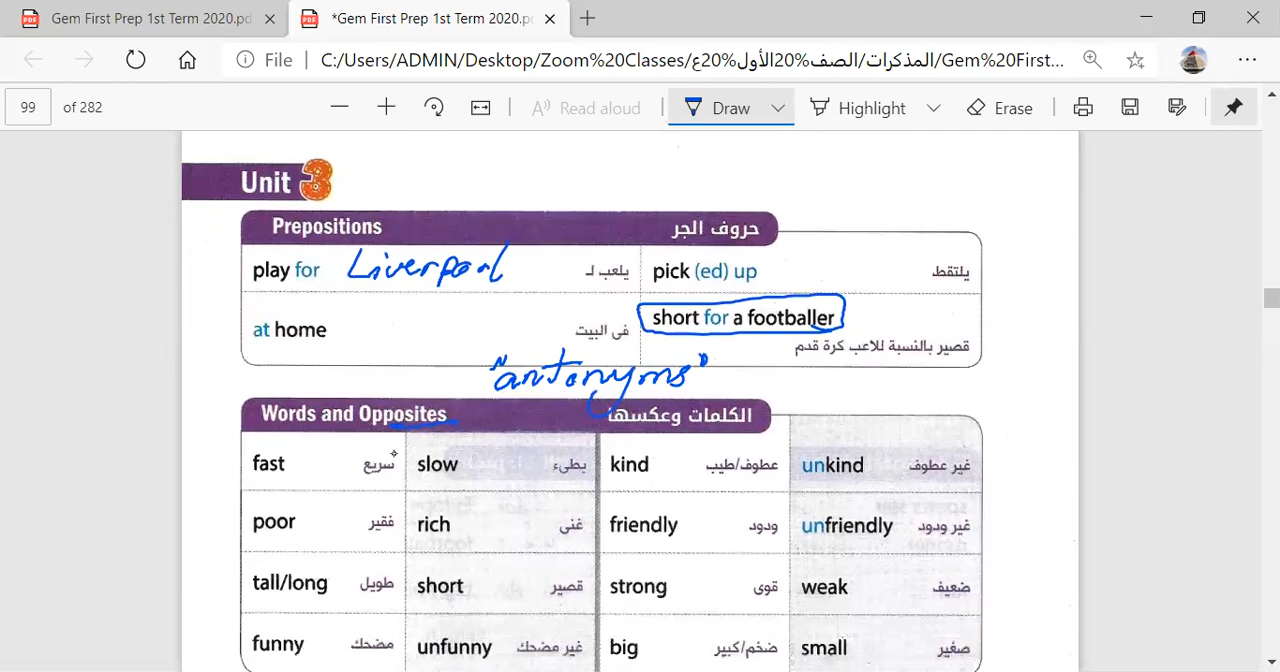 Gem First Prep 1st Term 2020.pd
*Gem First Prep 1st Term 2020.pc
File C:/Users/ADMIN/Desktop/Zoom%20Classes/المذكرات/الصف%20الأول%20ع/Gem%20First...
99 of 282 Read aloud Draw Highlight Erase
Unit 3
Prepositions حروف الجر
play for Liverpool يلعب لـ pick (ed) up يلتقط
at home فى البيت short for a footballer
قصير بالنسبة للاعب كرة قدم
"antonyms"
Words and Opposites الكلمات وعكسها
fast سريع slow بطىء kind عطوف/طيب unkind غير عطوف
poor فقير rich غنى friendly ودود unfriendly غير ودود
tall/long طويل short قصير strong قوى weak ضعيف
funny مضحك unfunny غير مضحك big ضخم/كبير small صغير